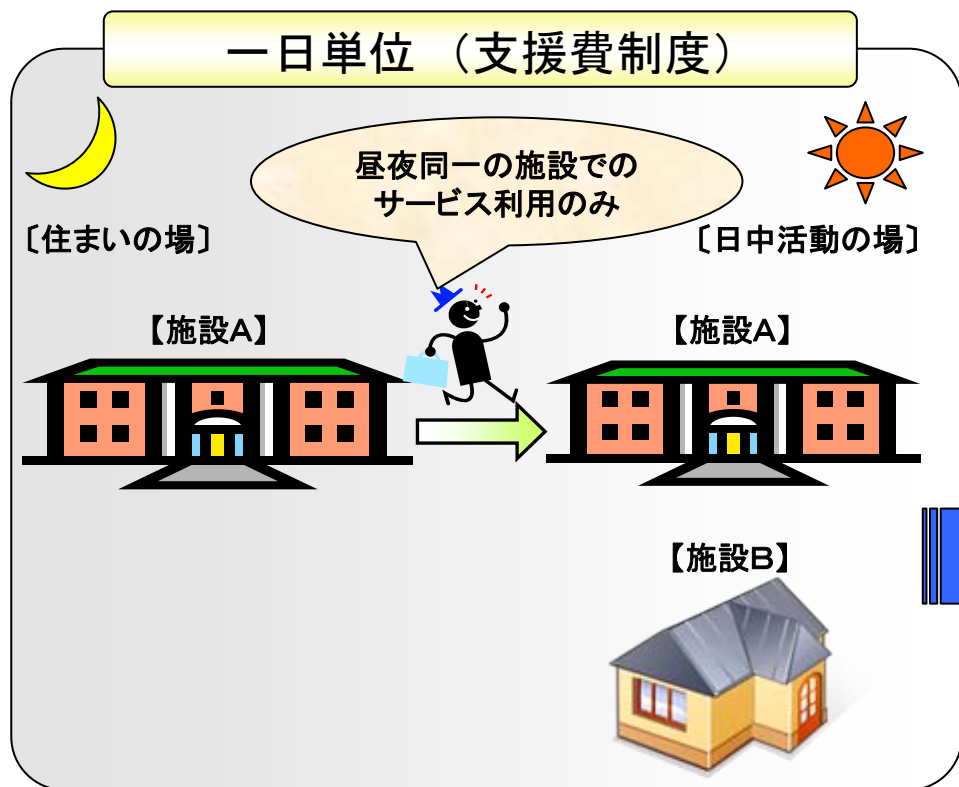 一日単位 （支援費制度）
昼夜同一の施設での
サービス利用のみ
〔住まいの場〕
〔日中活動の場〕
【施設A】
【施設A】
【施設B】